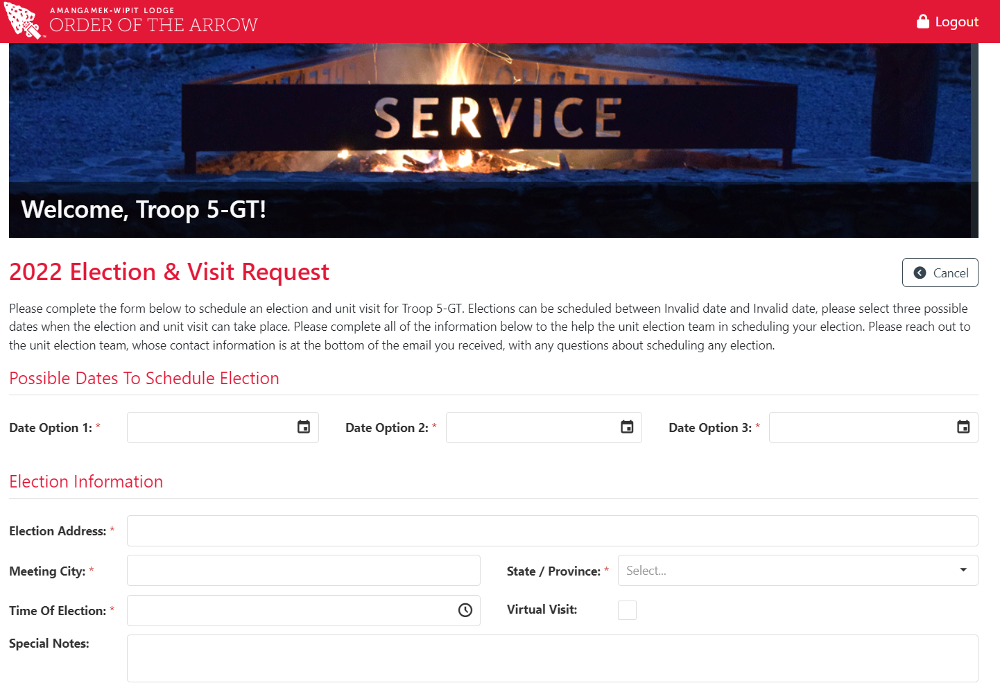 AMANGAMEK-WIPIT LODGE
ORDER OF THE ARROW
Logout
SERVICE
Welcome, Troop 5-GT!
2022 Election & Visit Request
Cancel
Please complete the form below to schedule an election and unit visit for Troop 5-GT. Elections can be scheduled between Invalid date and Invalid date, please select three possible
dates when the election and unit visit can take place. Please complete all of the information below to the help the unit election team in scheduling your election. Please reach out to
the unit election team, whose contact information is at the bottom of the email you received, with any questions about scheduling any election.
Possible Dates To Schedule Election
Date Option 1: * Date Option 2: * Date Option 3: *
Election Information
Election Address: *
Meeting City: * State / Province: * Select...
Time Of Election: * Virtual Visit:
Special Notes: